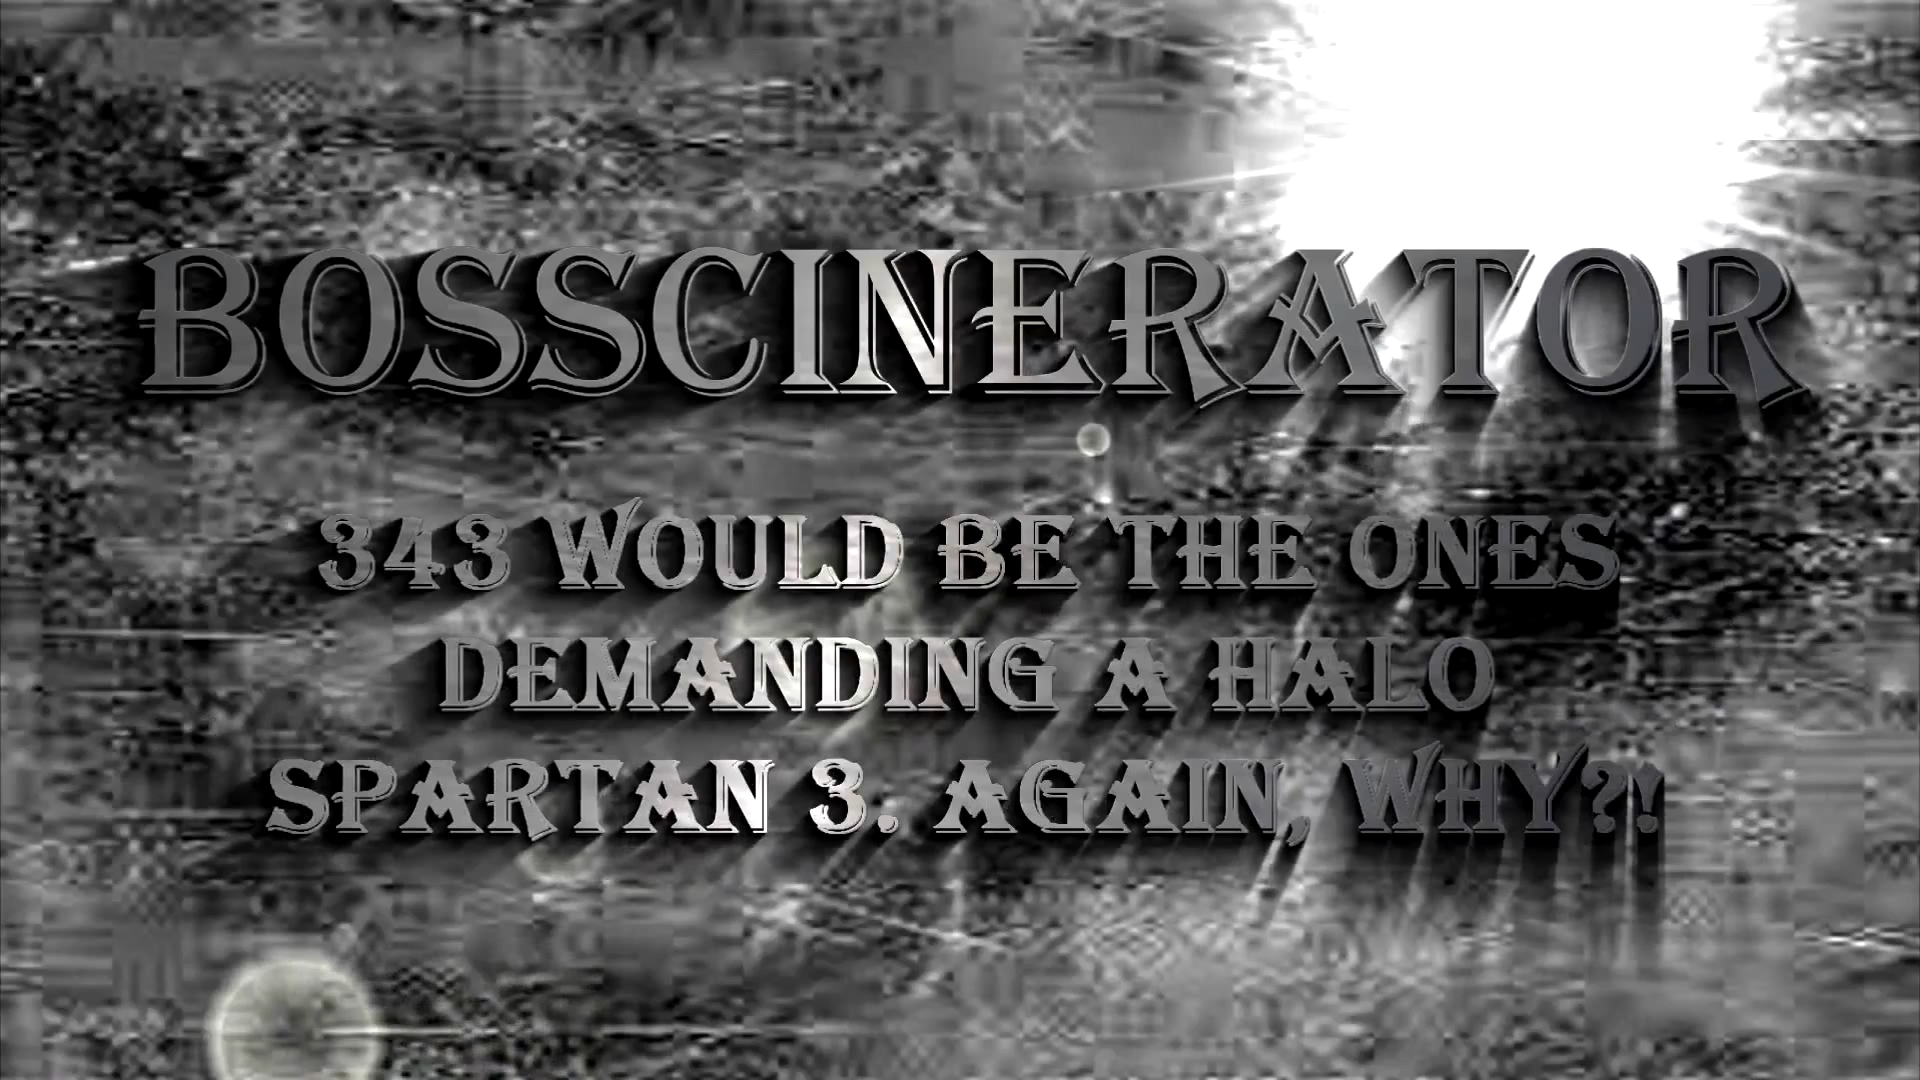 BOSSCINERATOR
343 WOULD BE THE ONES
DEMANDING A HALO
SPARTAN 3. AGAIN, WHY?!